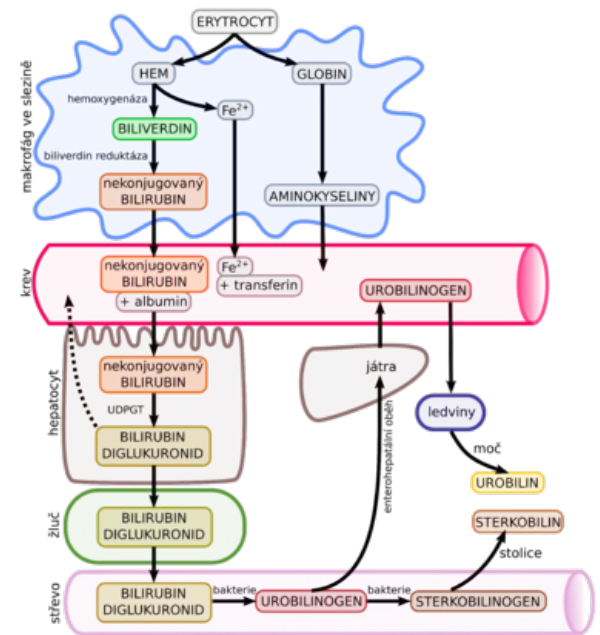 ERYTROCYT
HEM
GLOBIN
hemoxygenáza
Fe²⁺
BILIVERDIN
biliverdin reduktáza
nekonjugovaný
BILIRUBIN
AMINOKYSELINY
makrofág ve slezině
krev
nekonjugovaný
BILIRUBIN
+ albumin
Fe²⁺
+ transferin
UROBILINOGEN
hepatocyt
nekonjugovaný
BILIRUBIN
UDPGT
BILIRUBIN
DIGLUKURONID
játra
enterohepatální oběh
ledviny
moč
UROBILIN
žluč
BILIRUBIN
DIGLUKURONID
STERKOBILIN
stolice
střevo
BILIRUBIN
DIGLUKURONID
bakterie
UROBILINOGEN
bakterie
STERKOBILINOGEN